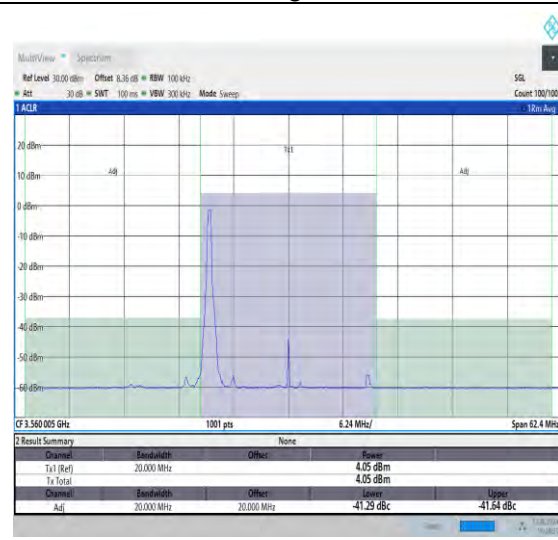 MultiView Spectrum
Ref Level 30.00 dBm Offset 8.36 dB RBW 100 kHz SGL
Att 30 dB SWT 100 ms VBW 300 kHz Mode Sweep Count 100/100
1 ACLR 1Rm Avg
20 dBm
Tx1
10 dBm Adj Adj
0 dBm
-10 dBm
-20 dBm
-30 dBm
-40 dBm
-50 dBm
-60 dBm
CF 3.560 005 GHz 1001 pts 6.24 MHz/ Span 62.4 MHz
2 Result Summary None
Channel Bandwidth Offset Power
Tx1 (Ref) 20.000 MHz 4.05 dBm
Tx Total 4.05 dBm
Channel Bandwidth Offset Lower Upper
Adj 20.000 MHz 20.000 MHz -41.29 dBc -41.64 dBc